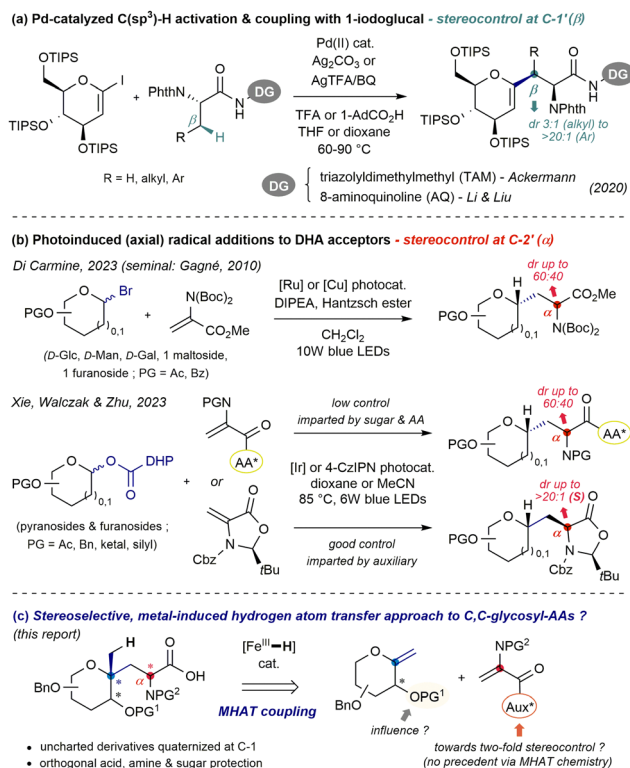 (a) Pd-catalyzed C(sp³)-H activation & coupling with 1-iodoglucal - stereocontrol at C-1'(β)
OTIPS
O
I
TIPSO
OTIPS
+
PhthN
O
N
H
DG
β
R
H
Pd(II) cat.
Ag₂CO₃ or
AgTFA/BQ
TFA or 1-AdCO₂H
THF or dioxane
60-90 °C
OTIPS
O
R
O
N
H
DG
β
NPhth
TIPSO
OTIPS
dr 3:1 (alkyl) to
>20:1 (Ar)
R = H, alkyl, Ar
DG
triazolyldimethylmethyl (TAM) - Ackermann
8-aminoquinoline (AQ) - Li & Liu
(2020)
(b) Photoinduced (axial) radical additions to DHA acceptors - stereocontrol at C-2' (α)
Di Carmine, 2023 (seminal: Gagné, 2010)
O
Br
PGO
( )0,1
+
N(Boc)₂
CO₂Me
[Ru] or [Cu] photocat.
DIPEA, Hantzsch ester
CH₂Cl₂
10W blue LEDs
dr up to
60:40
H
O
CO₂Me
α
PGO
( )0,1
N(Boc)₂
(D-Glc, D-Man, D-Gal, 1 maltoside,
1 furanoside ; PG = Ac, Bz)
Xie, Walczak & Zhu, 2023
PGN
O
AA*
low control
imparted by sugar & AA
dr up to
60:40
H
O
O
AA*
α
PGO
( )0,1
NPG
O
O
DHP
O
PGO
( )0,1
+
or
[Ir] or 4-CzIPN photocat.
dioxane or MeCN
85 °C, 6W blue LEDs
(pyranosides & furanosides ;
PG = Ac, Bn, ketal, silyl)
O
O
N
Cbz
tBu
good control
imparted by auxiliary
dr up to
>20:1 (S)
H
O
O
α
O
PGO
( )0,1
N
Cbz
tBu
(c) Stereoselective, metal-induced hydrogen atom transfer approach to C,C-glycosyl-AAs ?
(this report)
H
O
*
O
OH
*
α
*
NPG²
BnO
OPG¹
[Feᴵᴵᴵ–H]
cat.
MHAT coupling
O
*
BnO
OPG¹
influence ?
+
NPG²
O
Aux*
towards two-fold stereocontrol ?
(no precedent via MHAT chemistry)
• uncharted derivatives quaternized at C-1
• orthogonal acid, amine & sugar protection